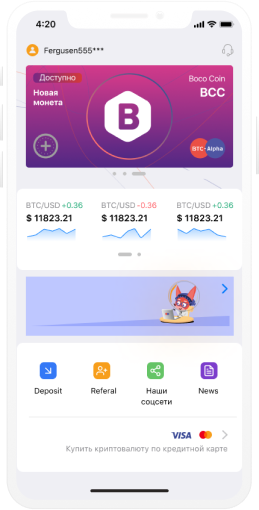 4:20
Fergusen555***
Доступно
Boco Coin
BCC
Новая
монета
B
BTC-Alpha
BTC/USD +0.36
BTC/USD -0.36
BTC/USD +0.36
$ 11823.21
$ 11823.21
$ 11823.21
Deposit
Referal
Наши
соцсети
News
VISA
Купить криптовалюту по кредитной карте